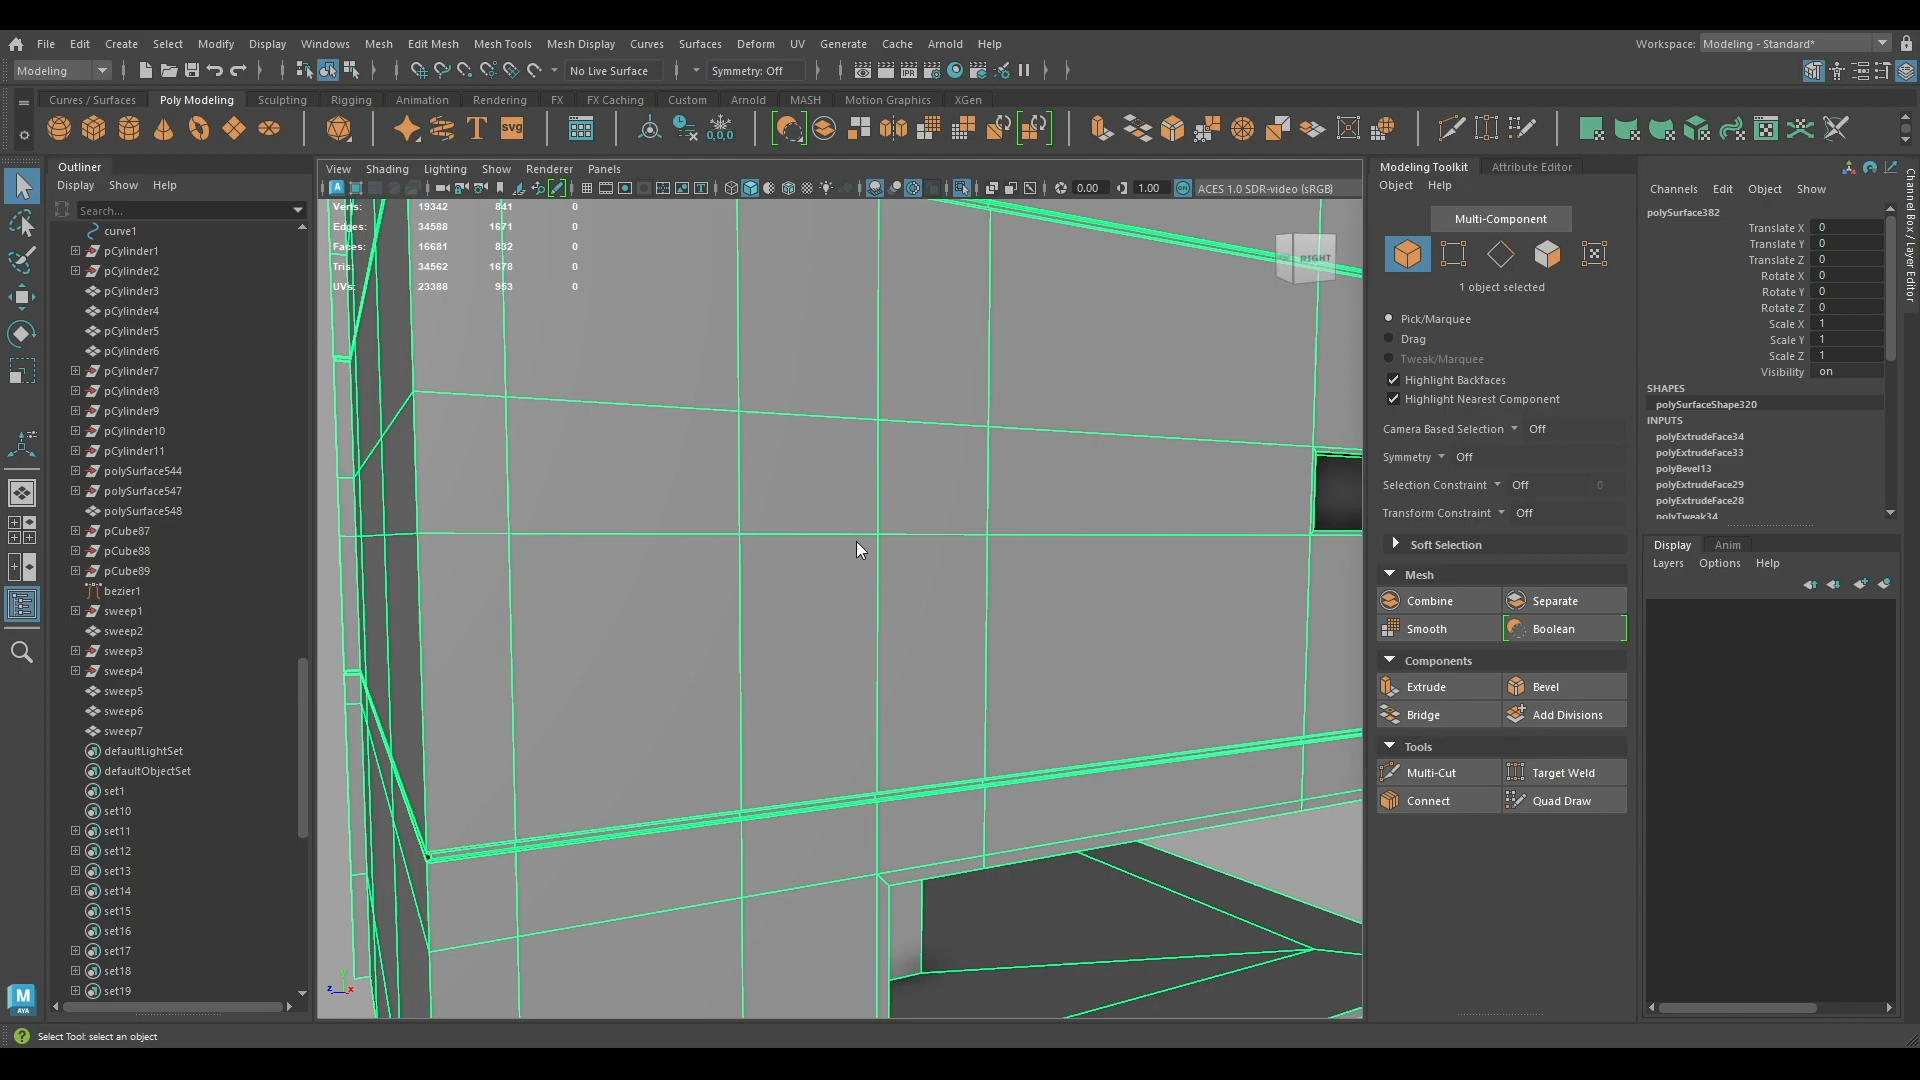 File Edit Create Select Modify Display Windows Mesh Edit Mesh Mesh Tools Mesh Display Curves Surfaces Deform UV Generate Cache Arnold Help
Workspace: Modeling - Standard*
Modeling
No Live Surface
Symmetry: Off
Curves / Surfaces Poly Modeling Sculpting Rigging Animation Rendering FX FX Caching Custom Arnold MASH Motion Graphics XGen
Outliner
Display Show Help
Search...
curve1
pCylinder1
pCylinder2
pCylinder3
pCylinder4
pCylinder5
pCylinder6
pCylinder7
pCylinder8
pCylinder9
pCylinder10
pCylinder11
polySurface544
polySurface547
polySurface548
pCube87
pCube88
pCube89
bezier1
sweep1
sweep2
sweep3
sweep4
sweep5
sweep6
sweep7
defaultLightSet
defaultObjectSet
set1
set10
set11
set12
set13
set14
set15
set16
set17
set18
set19
View Shading Lighting Show Renderer Panels
0.00 1.00 ACES 1.0 SDR-video (sRGB)
Verts: 19342 841 0
Edges: 34588 1671 0
Faces: 16681 832 0
Tris: 34562 1678 0
UVs: 23388 953 0
RIGHT
Modeling Toolkit Attribute Editor
Object Help
Multi-Component
1 object selected
Pick/Marquee
Drag
Tweak/Marquee
Highlight Backfaces
Highlight Nearest Component
Camera Based Selection Off
Symmetry Off
Selection Constraint Off 0
Transform Constraint Off
Soft Selection
Mesh
Combine Separate
Smooth Boolean
Components
Extrude Bevel
Bridge Add Divisions
Tools
Multi-Cut Target Weld
Connect Quad Draw
Channels Edit Object Show
polySurface382
Translate X 0
Translate Y 0
Translate Z 0
Rotate X 0
Rotate Y 0
Rotate Z 0
Scale X 1
Scale Y 1
Scale Z 1
Visibility on
SHAPES
polySurfaceShape320
INPUTS
polyExtrudeFace34
polyExtrudeFace33
polyBevel13
polyExtrudeFace29
polyExtrudeFace28
polyTweak34
Display Anim
Layers Options Help
Channel Box / Layer Editor
Select Tool: select an object